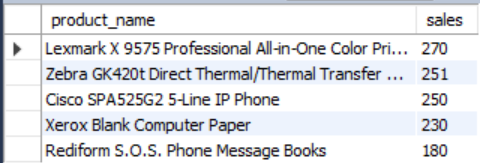 product_name sales
Lexmark X 9575 Professional All-in-One Color Pri... 270
Zebra GK420t Direct Thermal/Thermal Transfer ... 251
Cisco SPA525G2 5-Line IP Phone 250
Xerox Blank Computer Paper 230
Rediform S.O.S. Phone Message Books 180